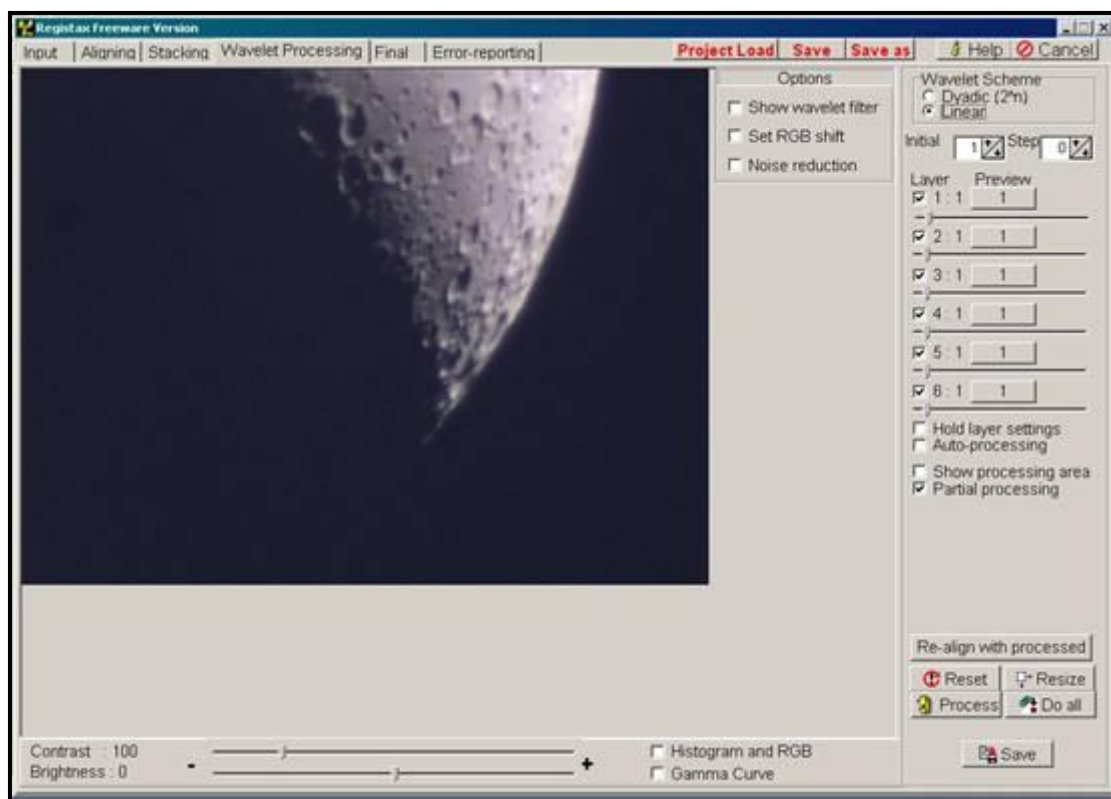 Registax Freeware Version
Input Aligning Stacking Wavelet Processing Final Error-reporting Project Load Save Save as Help Cancel
Options
Show wavelet filter
Set RGB shift
Noise reduction
Wavelet Scheme
Dyadic (2^n)
Linear
Initial 1 Step 0
Layer Preview
1 : 1 1
2 : 1 1
3 : 1 1
4 : 1 1
5 : 1 1
6 : 1 1
Hold layer settings
Auto-processing
Show processing area
Partial processing
Re-align with processed
Reset Resize
Process Do all
Save
Contrast : 100
Brightness : 0
- +
Histogram and RGB
Gamma Curve